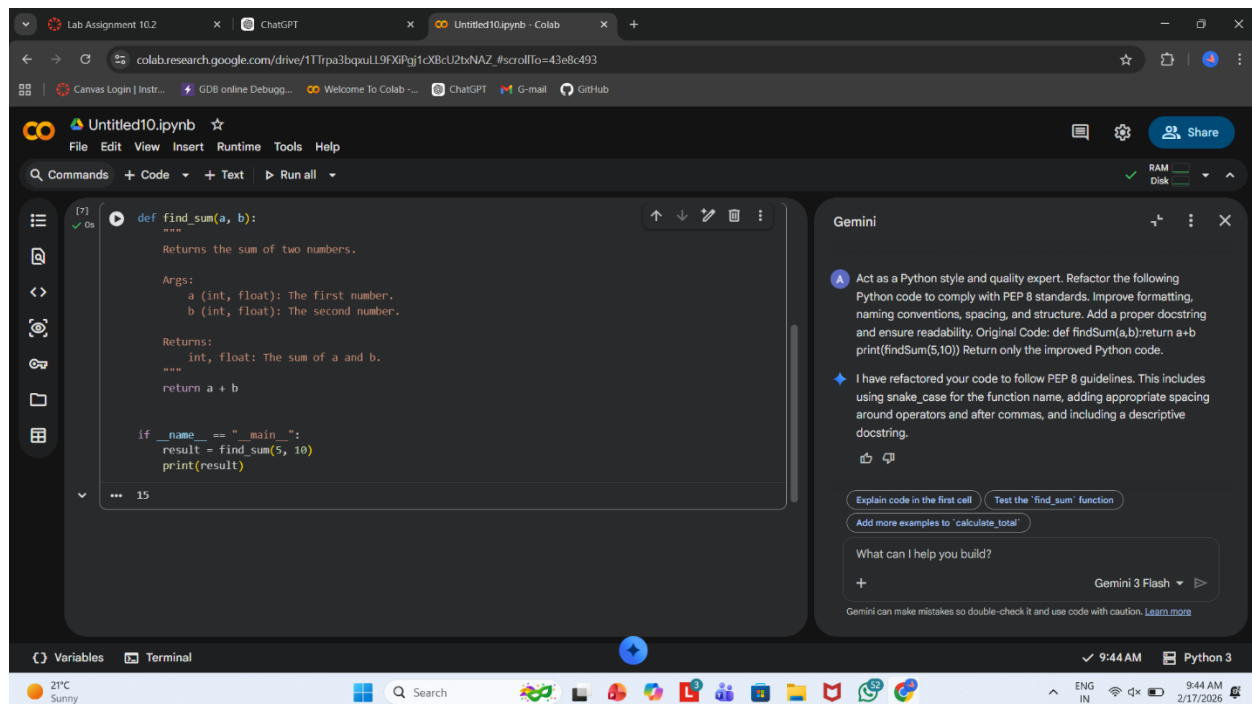 Lab Assignment 10.2
ChatGPT
Untitled10.ipynb - Colab
colab.research.google.com/drive/1TTrpa3bqxuLL9FXiPgj1cXBcU2txNAZ_#scrollTo=43e8c493
Canvas Login | Instr...
GDB online Debugg...
Welcome To Colab -...
ChatGPT
G-mail
GitHub
Untitled10.ipynb
File Edit View Insert Runtime Tools Help
Share
Commands + Code + Text Run all
RAM
Disk
[7]
0s
def find_sum(a, b):
"""
Returns the sum of two numbers.
Args:
a (int, float): The first number.
b (int, float): The second number.
Returns:
int, float: The sum of a and b.
"""
return a + b
if __name__ == "__main__":
result = find_sum(5, 10)
print(result)
15
Gemini
A
Act as a Python style and quality expert. Refactor the following
Python code to comply with PEP 8 standards. Improve formatting,
naming conventions, spacing, and structure. Add a proper docstring
and ensure readability. Original Code: def findSum(a,b):return a+b
print(findSum(5,10)) Return only the improved Python code.
I have refactored your code to follow PEP 8 guidelines. This includes
using snake_case for the function name, adding appropriate spacing
around operators and after commas, and including a descriptive
docstring.
Explain code in the first cell
Test the `find_sum` function
Add more examples to `calculate_total`
What can I help you build?
Gemini 3 Flash
Gemini can make mistakes so double-check it and use code with caution. Learn more
{} Variables
Terminal
9:44 AM
Python 3
21°C
Sunny
Search
L
3
52
ENG
IN
9:44 AM
2/17/2026